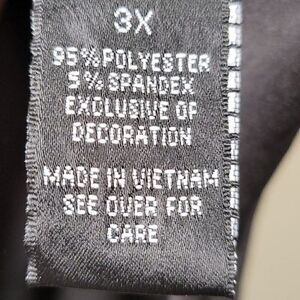 3X
95%POLYESTER
5%SPANDEX
EXCLUSIVE OF
DECORATION
MADE IN VIETNAM
SEE OVER FOR
CARE